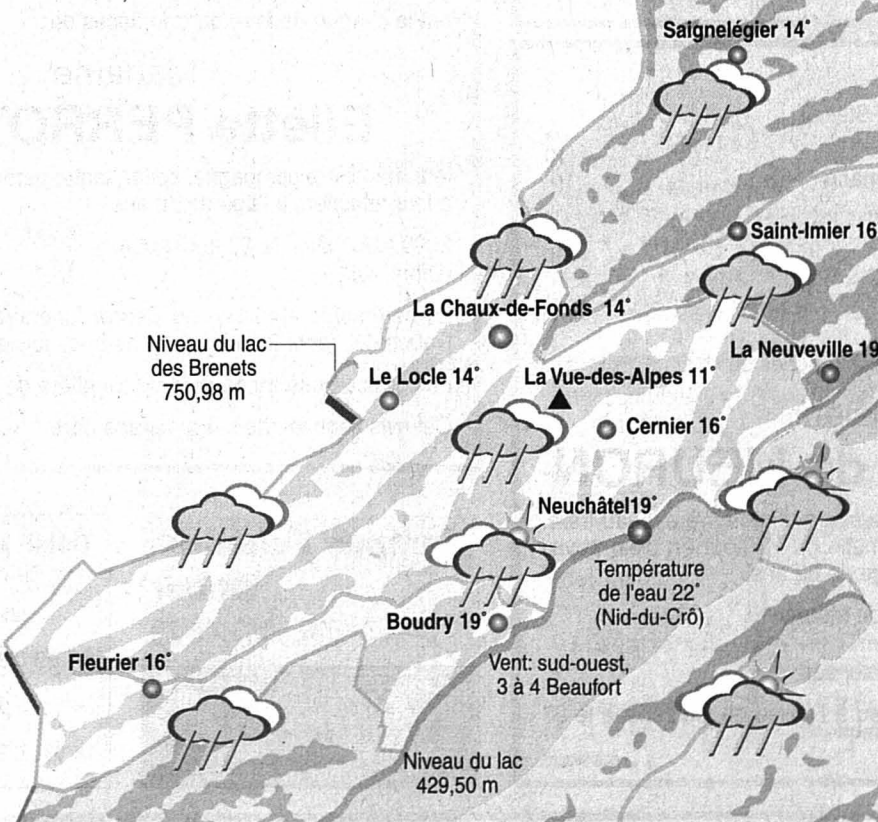 Saignelégier 14°
Saint-Imier 16
La Chaux-de-Fonds 14°
Niveau du lac
des Brenets
750,98 m
La Neuveville 19
Le Locle 14°
La Vue-des-Alpes 11°
Cernier 16°
Neuchâtel19°
Température
de l'eau 22°
(Nid-du-Crô)
Boudry 19°
Fleurier 16°
Vent: sud-ouest,
3 à 4 Beaufort
Niveau du lac
429,50 m